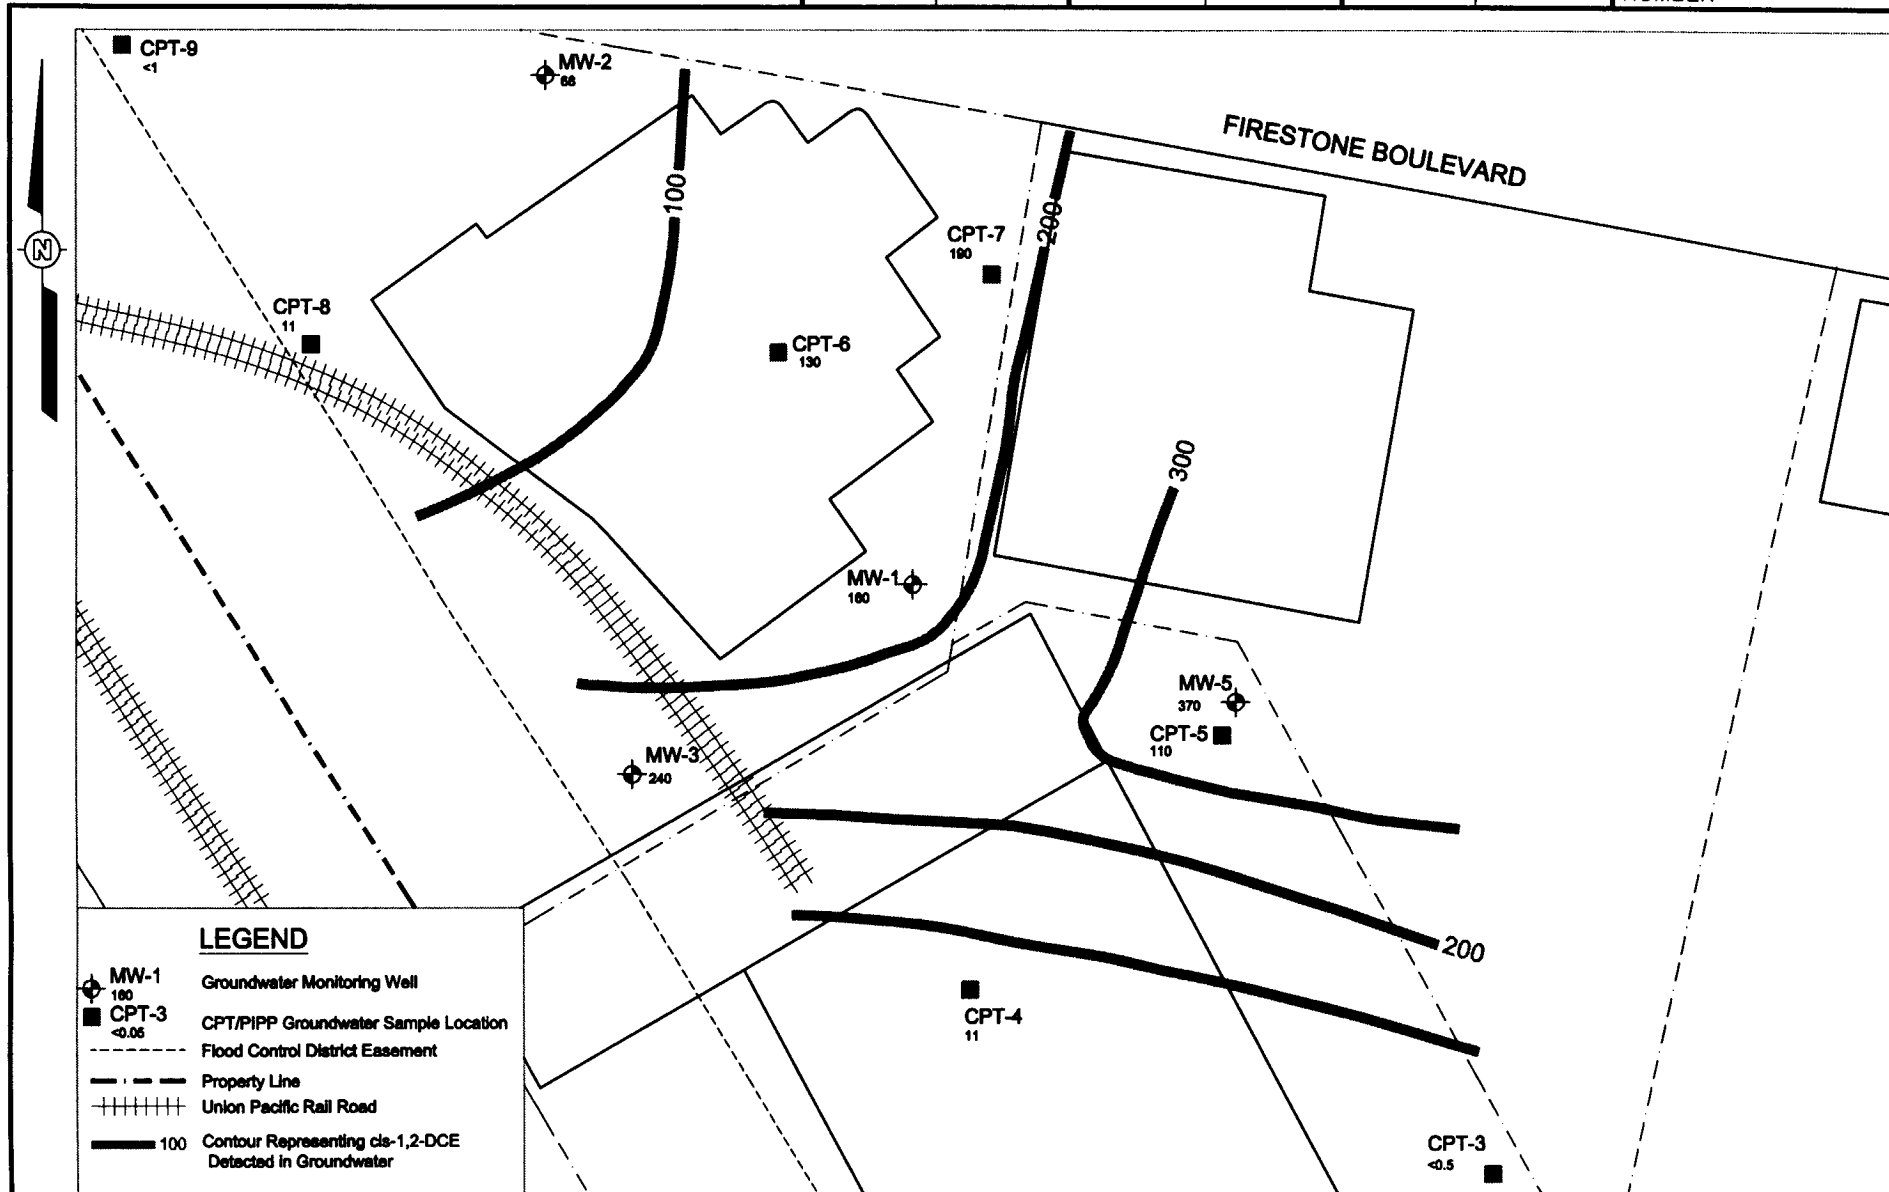 CPT-9
<1
MW-2
68
FIRESTONE BOULEVARD
100
200
CPT-7
190
CPT-8
11
CPT-6
130
N
300
MW-1
160
MW-5
370
CPT-5
110
MW-3
240
200
CPT-4
11
CPT-3
<0.5
LEGEND
MW-1
160
Groundwater Monitoring Well
CPT-3
<0.05
CPT/PIPP Groundwater Sample Location
Flood Control District Easement
Property Line
Union Pacific Rail Road
100 Contour Representing cis-1,2-DCE
Detected in Groundwater